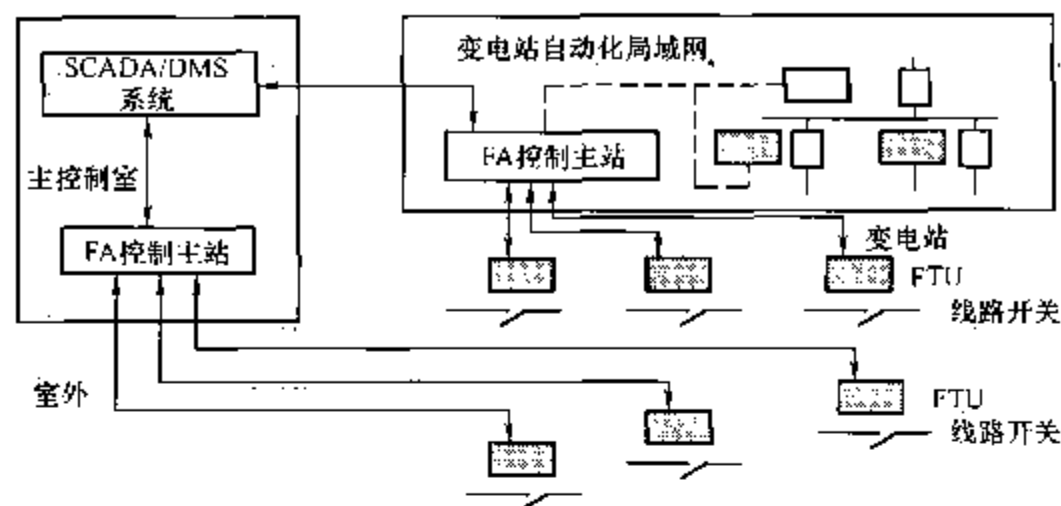 SCADA/DMS
系统
主控制室
FA控制主站
室外
变电站自动化局域网
FA控制主站
变电站
FTU
线路开关
FTU
线路开关